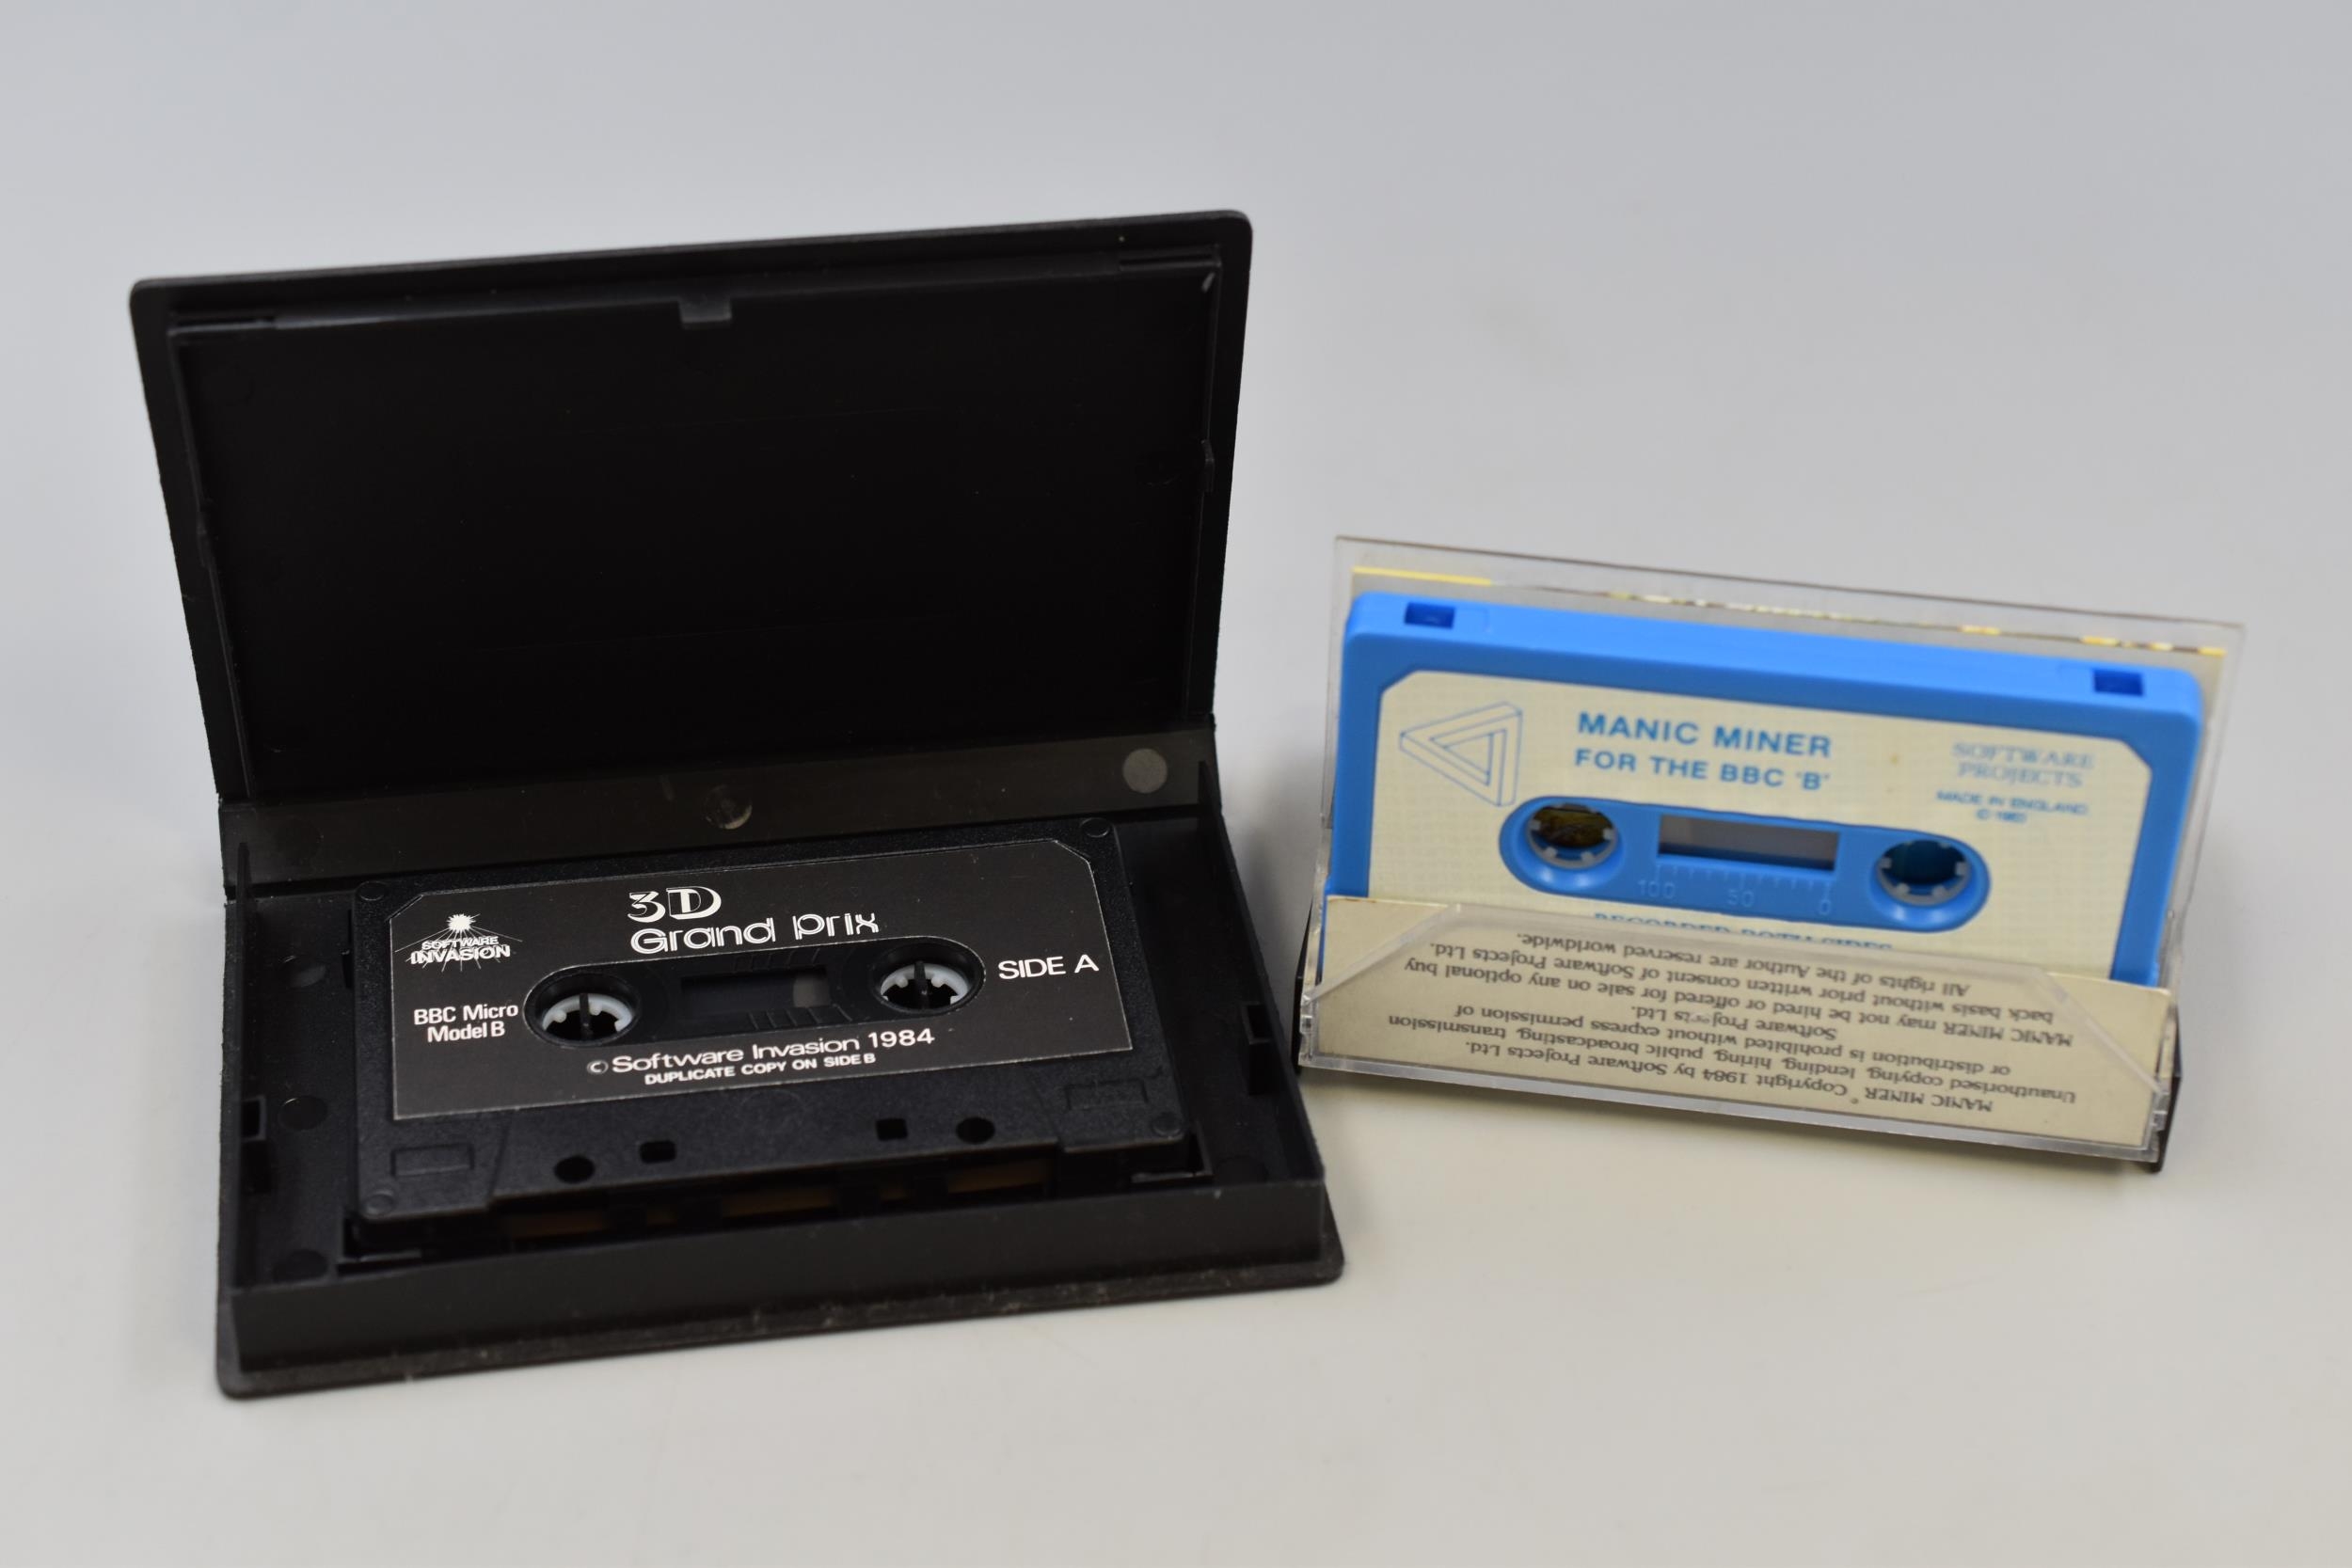 3D
Grand Prix
SOFTWARE
INVASION
SIDE A
BBC Micro
Model B
© Software Invasion 1984
DUPLICATE COPY ON SIDE B
MANIC MINER
FOR THE BBC "B"
SOFTWARE
PROJECTS
MADE IN ENGLAND
100 50 0
RECORDED BOTH SIDES
MANIC MINER © Copyright 1984 by Software Projects Ltd.
Unauthorised copying, lending, hiring, public broadcasting, transmission
or distribution is prohibited without express permission of
Software Projects Ltd.
MANIC MINER may not be hired or offered for sale on any optional buy
back basis without prior written consent of Software Projects Ltd.
All rights of the Author are reserved worldwide.